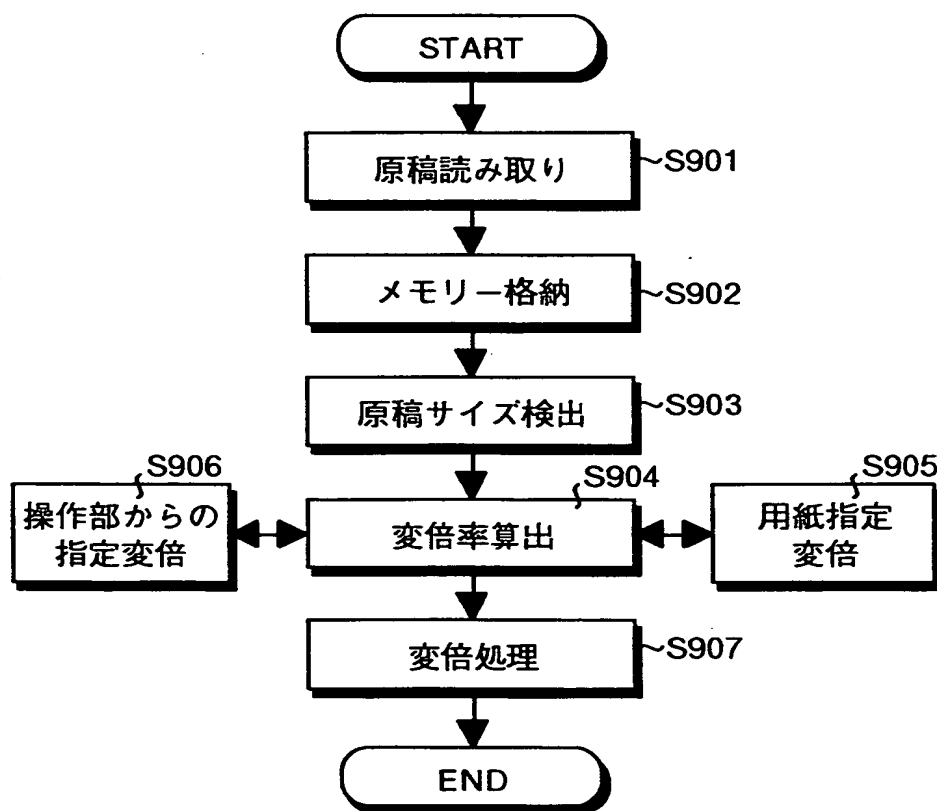 START
原稿読み取り
S901
メモリー格納
S902
原稿サイズ検出
S903
S906
操作部からの
指定変倍
S904
変倍率算出
S905
用紙指定
変倍
変倍処理
S907
END